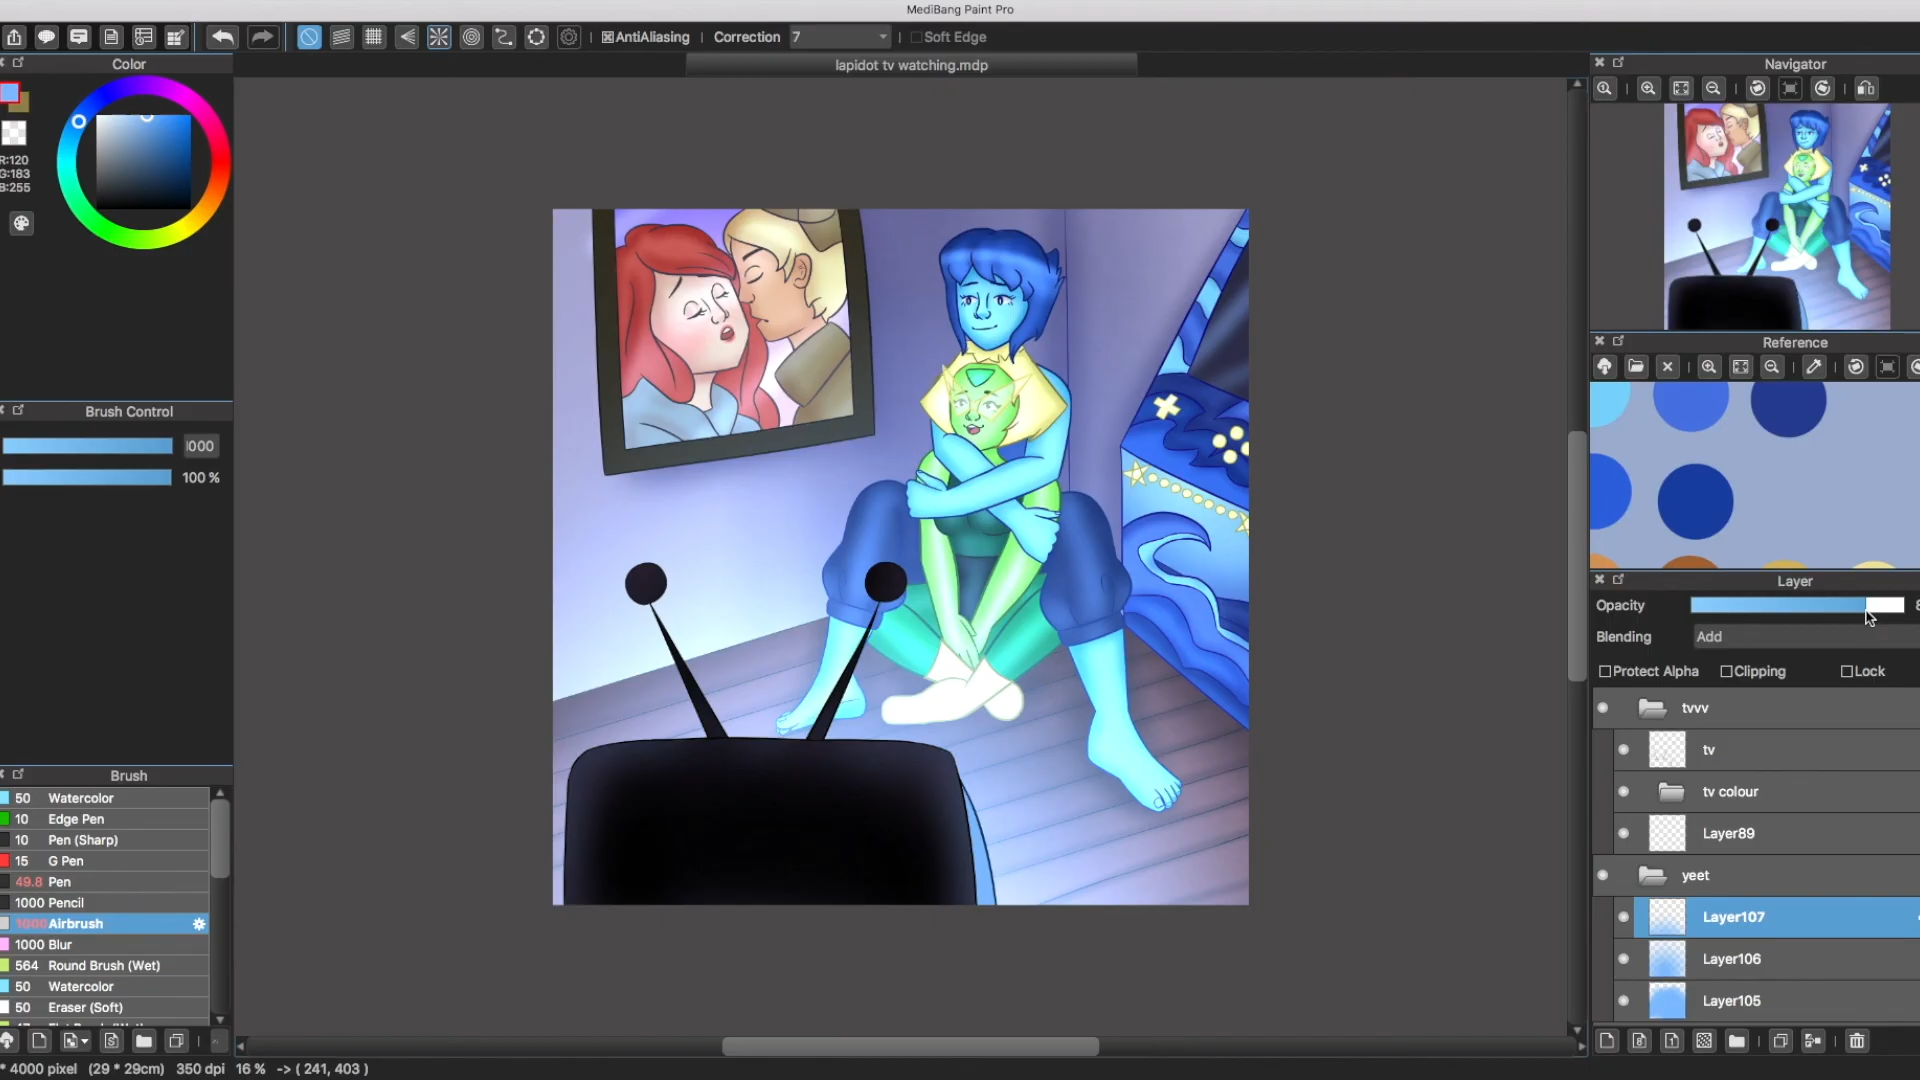 MediBang Paint Pro
AntiAliasing | Correction 7 | Soft Edge
lapidot tv watching.mdp
Color
R:120
G:183
B:255
Brush Control
100 %
Brush
50 Watercolor
10 Edge Pen
10 Pen (Sharp)
15 G Pen
49.8 Pen
1000 Pencil
1000 Airbrush
1000 Blur
564 Round Brush (Wet)
50 Watercolor
50 Eraser (Soft)
Navigator
Reference
Layer
Opacity
Blending Add
Protect Alpha Clipping Lock
tvvv
tv
tv colour
Layer89
yeet
Layer107
Layer106
Layer105
* 4000 pixel (29 * 29cm) 350 dpi 16 % -> ( 241, 403 )